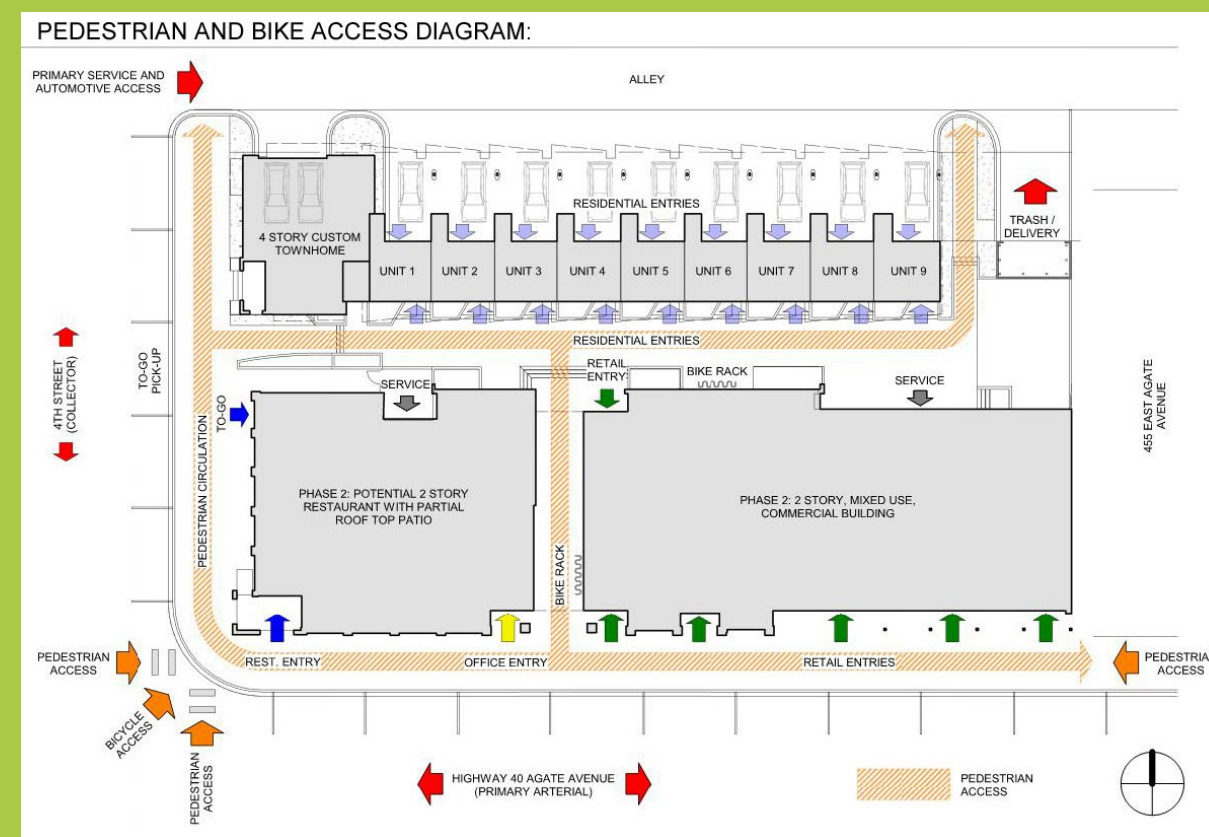 PEDESTRIAN AND BIKE ACCESS DIAGRAM:
PRIMARY SERVICE AND
AUTOMOTIVE ACCESS
ALLEY
RESIDENTIAL ENTRIES
TRASH /
DELIVERY
4 STORY CUSTOM
TOWNHOME
UNIT 1
UNIT 2
UNIT 3
UNIT 4
UNIT 5
UNIT 6
UNIT 7
UNIT 8
UNIT 9
4TH STREET
(COLLECTOR)
TO-GO
PICK-UP
RESIDENTIAL ENTRIES
RETAIL
ENTRY
BIKE RACK
SERVICE
SERVICE
TO-GO
PEDESTRIAN CIRCULATION
455 EAST AGATE
AVENUE
PHASE 2: POTENTIAL 2 STORY
RESTAURANT WITH PARTIAL
ROOF TOP PATIO
PHASE 2: 2 STORY, MIXED USE,
COMMERCIAL BUILDING
BIKE RACK
PEDESTRIAN
ACCESS
REST. ENTRY
OFFICE ENTRY
RETAIL ENTRIES
PEDESTRIA
ACCESS
BICYCLE
ACCESS
PEDESTRIAN
ACCESS
HIGHWAY 40 AGATE AVENUE
(PRIMARY ARTERIAL)
PEDESTRIAN
ACCESS